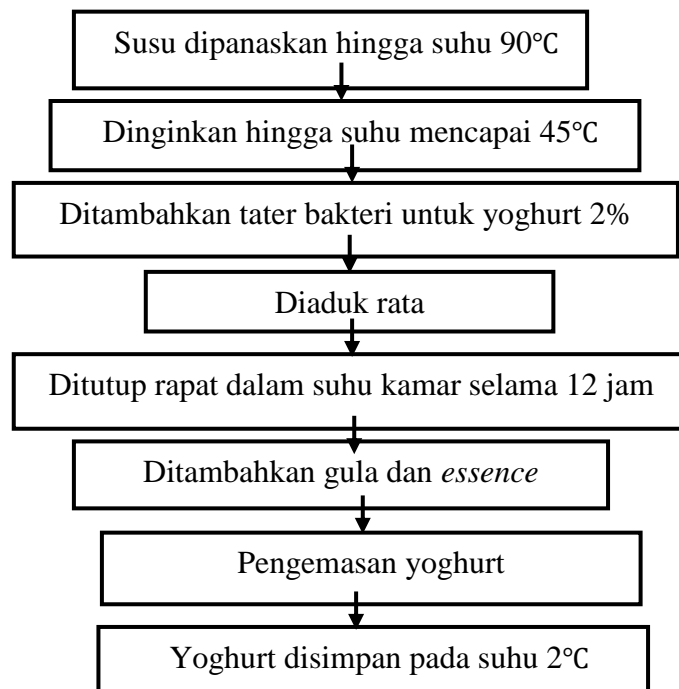 Susu dipanaskan hingga suhu 90℃
Dinginkan hingga suhu mencapai 45℃
Ditambahkan tater bakteri untuk yoghurt 2%
Diaduk rata
Ditutup rapat dalam suhu kamar selama 12 jam
Ditambahkan gula dan essence
Pengemasan yoghurt
Yoghurt disimpan pada suhu 2℃